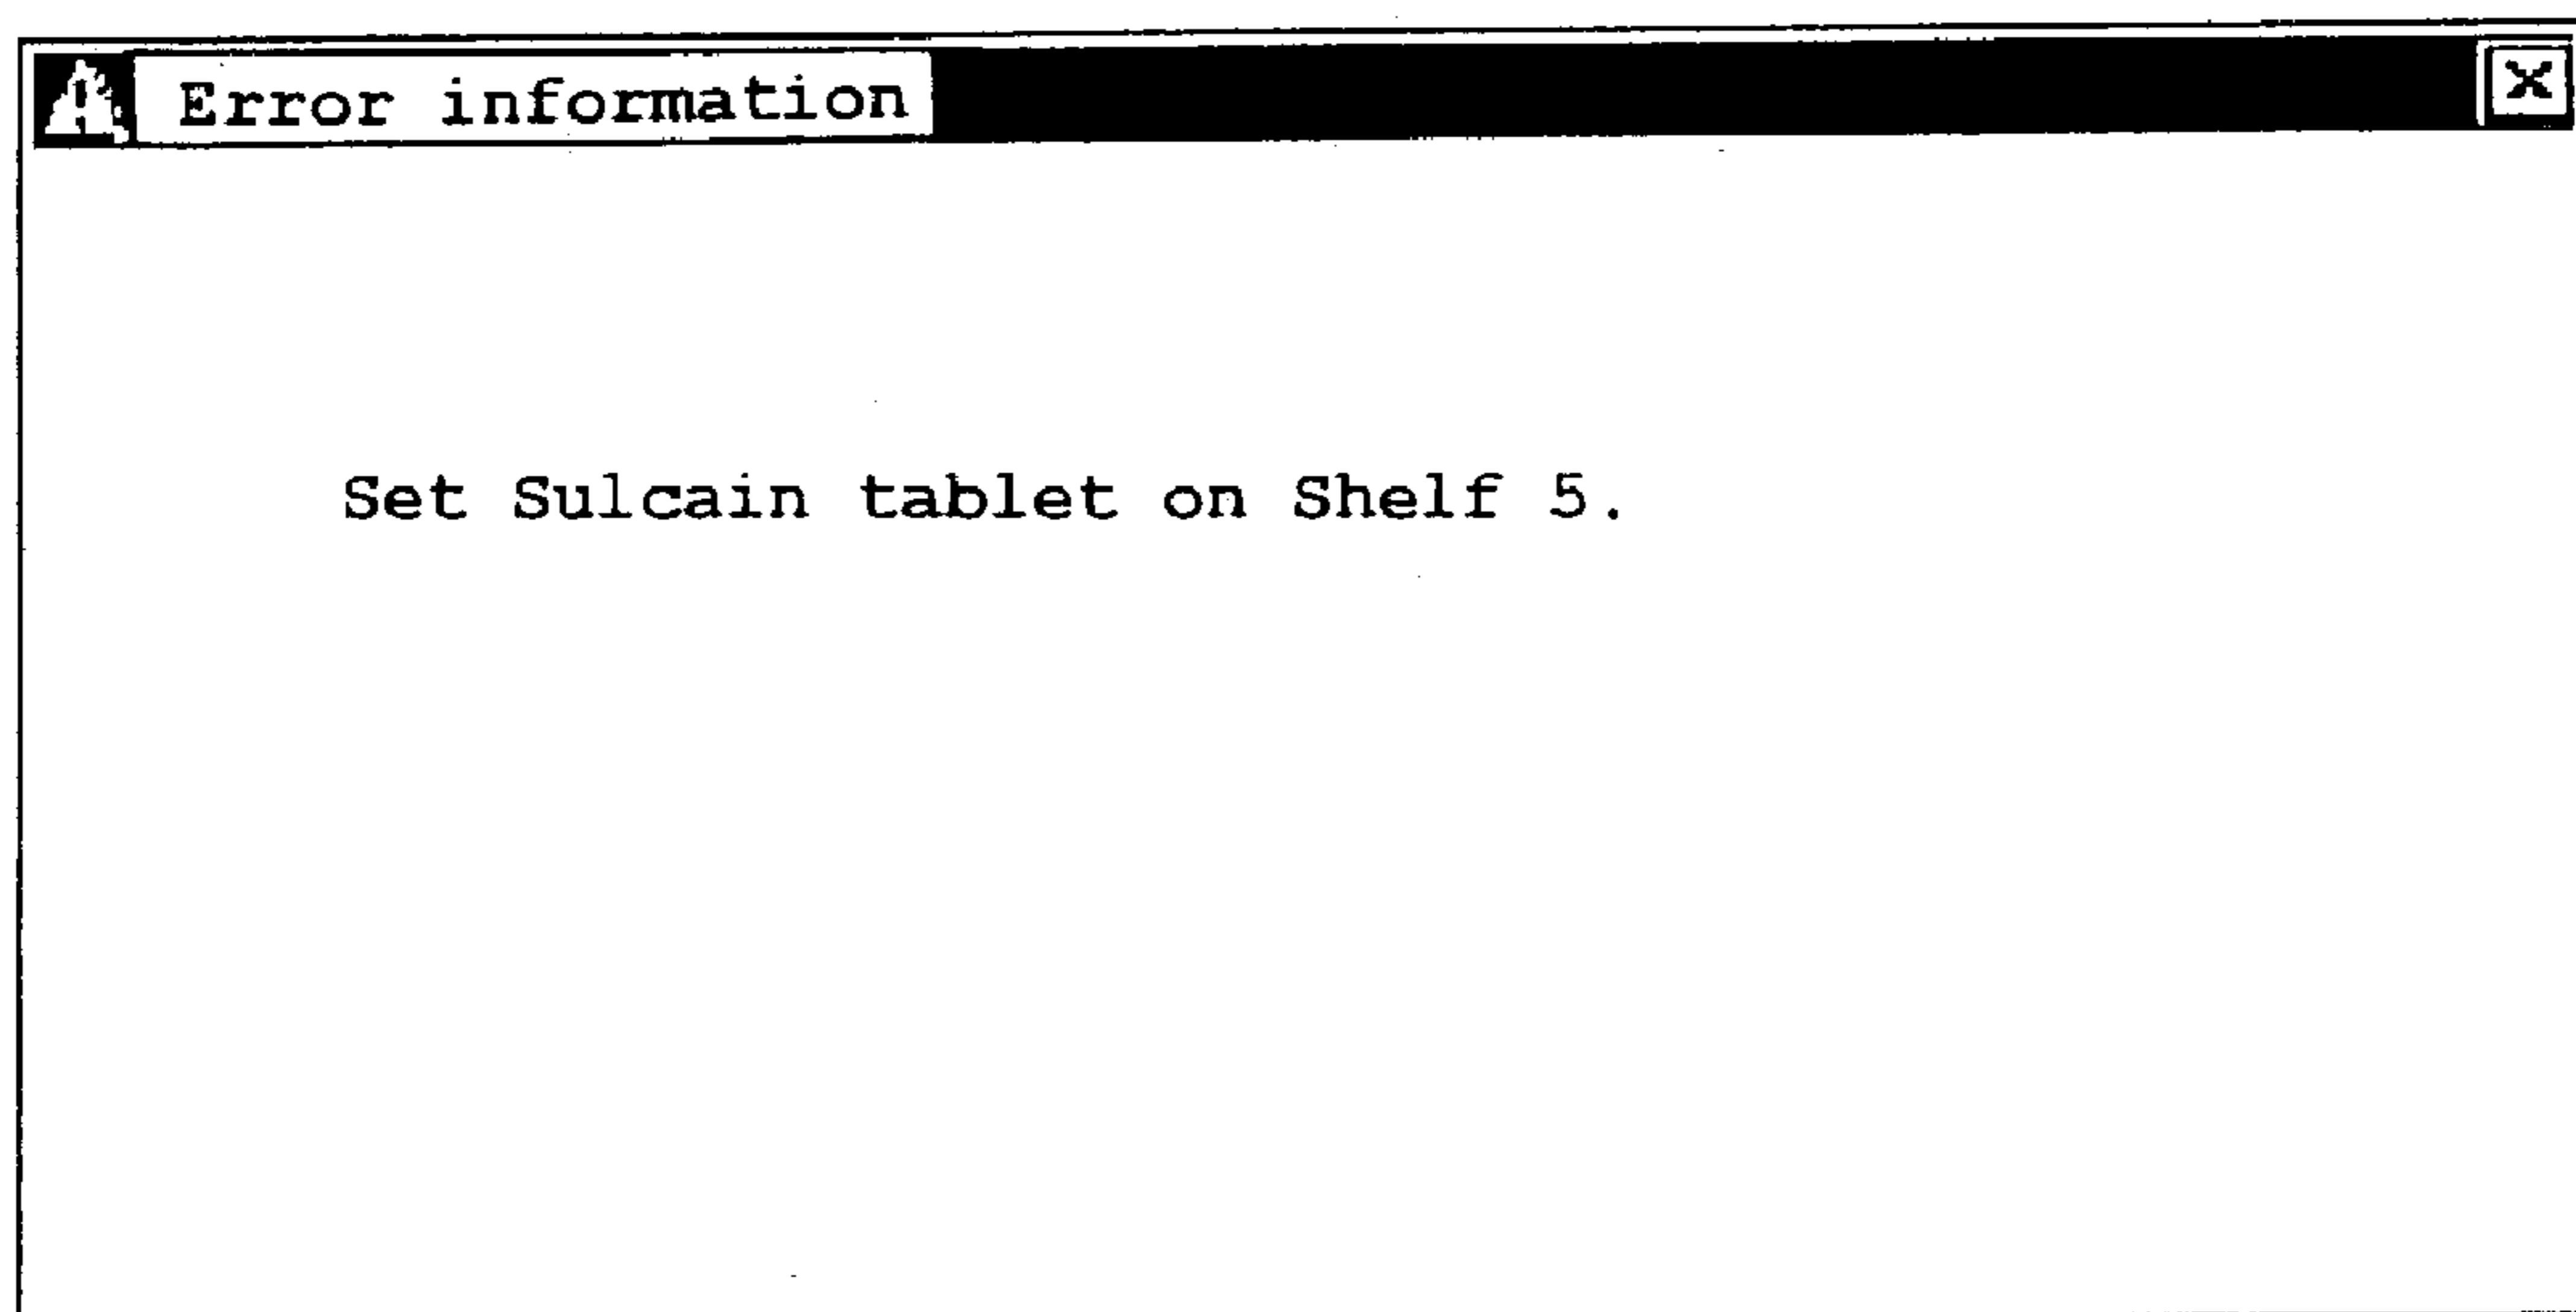 Error information
Set Sulcain tablet on Shelf 5.